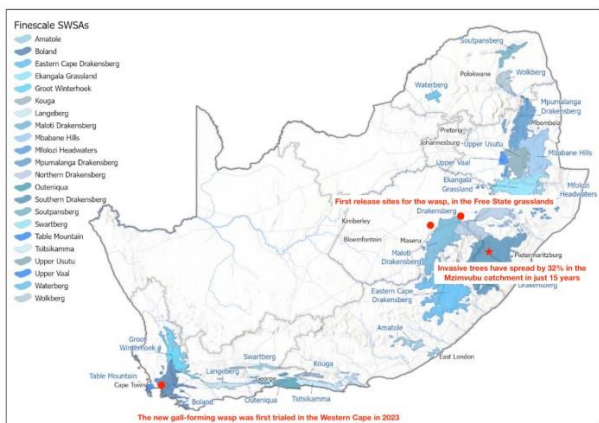 Finescale SWSAs
Amatole
Boland
Eastern Cape Drakensberg
Ekangala Grassland
Groot Winterhoek
Kouga
Langeberg
Maloti Drakensberg
Mbabane Hills
Mfolozi Headwaters
Mpumalanga Drakensberg
Northern Drakensberg
Outeniqua
Southern Drakensberg
Soutpansberg
Swartberg
Table Mountain
Tsitsikamma
Upper Usutu
Upper Vaal
Waterberg
Wolkberg
Soutpansberg
Polokwane
Wolkberg
Waterberg
Mpumalanga
Drakensberg
Mbombela
Pretoria
Johannesburg
Upper Usutu
Upper Vaal
Mbabane Hills
Ekangala
Grassland
Mfolozi
Headwaters
First release sites for the wasp, in the Free State grasslands
Drakensberg
Kimberley
Bloemfontein
Maseru
Maloti
Drakensberg
Pietermaritzburg
Invasive trees have spread by 32% in the
Mzimvubu catchment in just 15 years
Drakensberg
Eastern Cape
Drakensberg
Amatole
East London
Groot
Winterhoek
Table Mountain
Cape Town
Swartberg
Langeberg
George
Kouga
Boland
Outeniqua
Tsitsikamma
The new gall-forming wasp was first trialed in the Western Cape in 2023